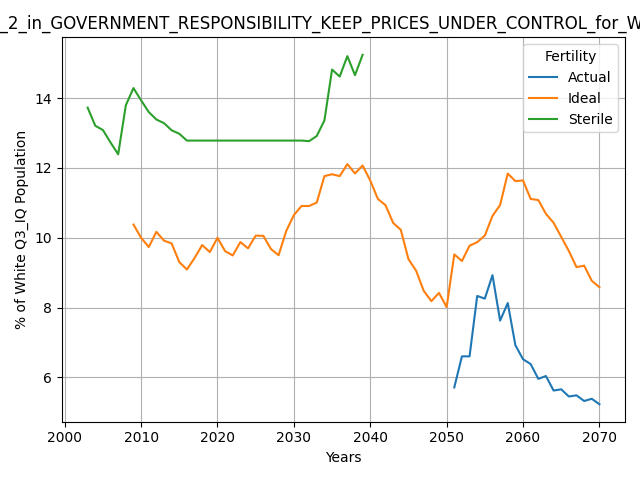 _2_in_GOVERNMENT_RESPONSIBILITY_KEEP_PRICES_UNDER_CONTROL_for_W
Fertility
Actual
Ideal
Sterile
% of White Q3_IQ Population
14
12
10
8
6
2000 2010 2020 2030 2040 2050 2060 2070
Years